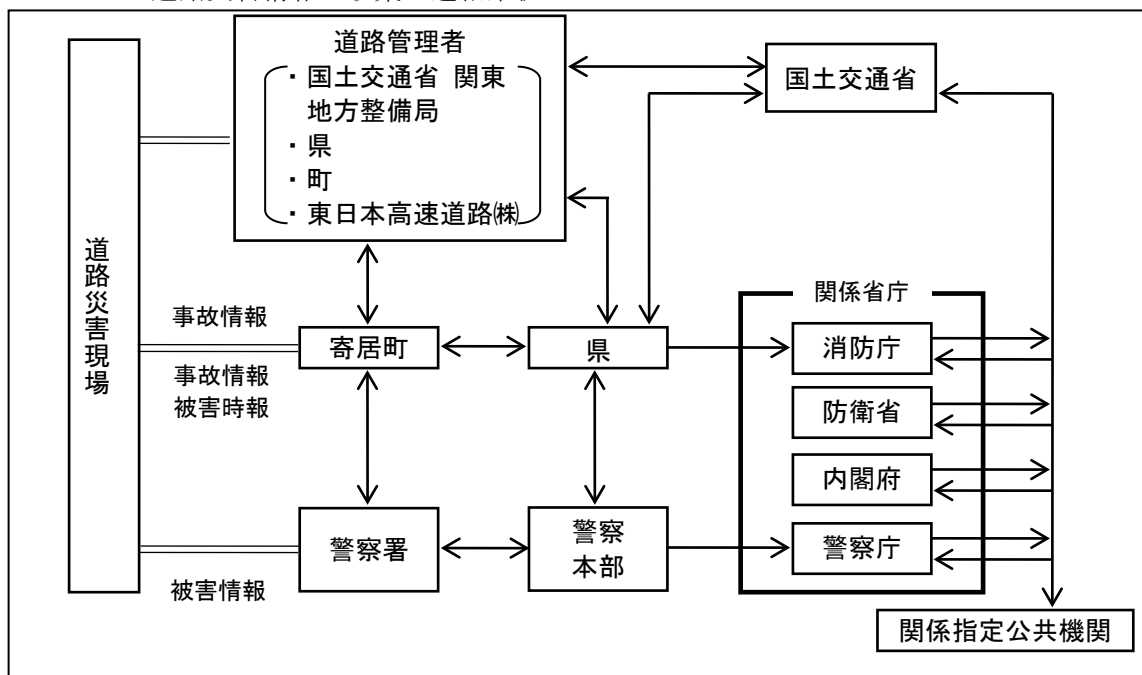 道路管理者
・国土交通省 関東
地方整備局
・県
・町
・東日本高速道路㈱
国土交通省
道路災害現場
事故情報
寄居町
県
事故情報
被害時報
関係省庁
消防庁
防衛省
内閣府
警察庁
警察署
警察
本部
被害情報
関係指定公共機関